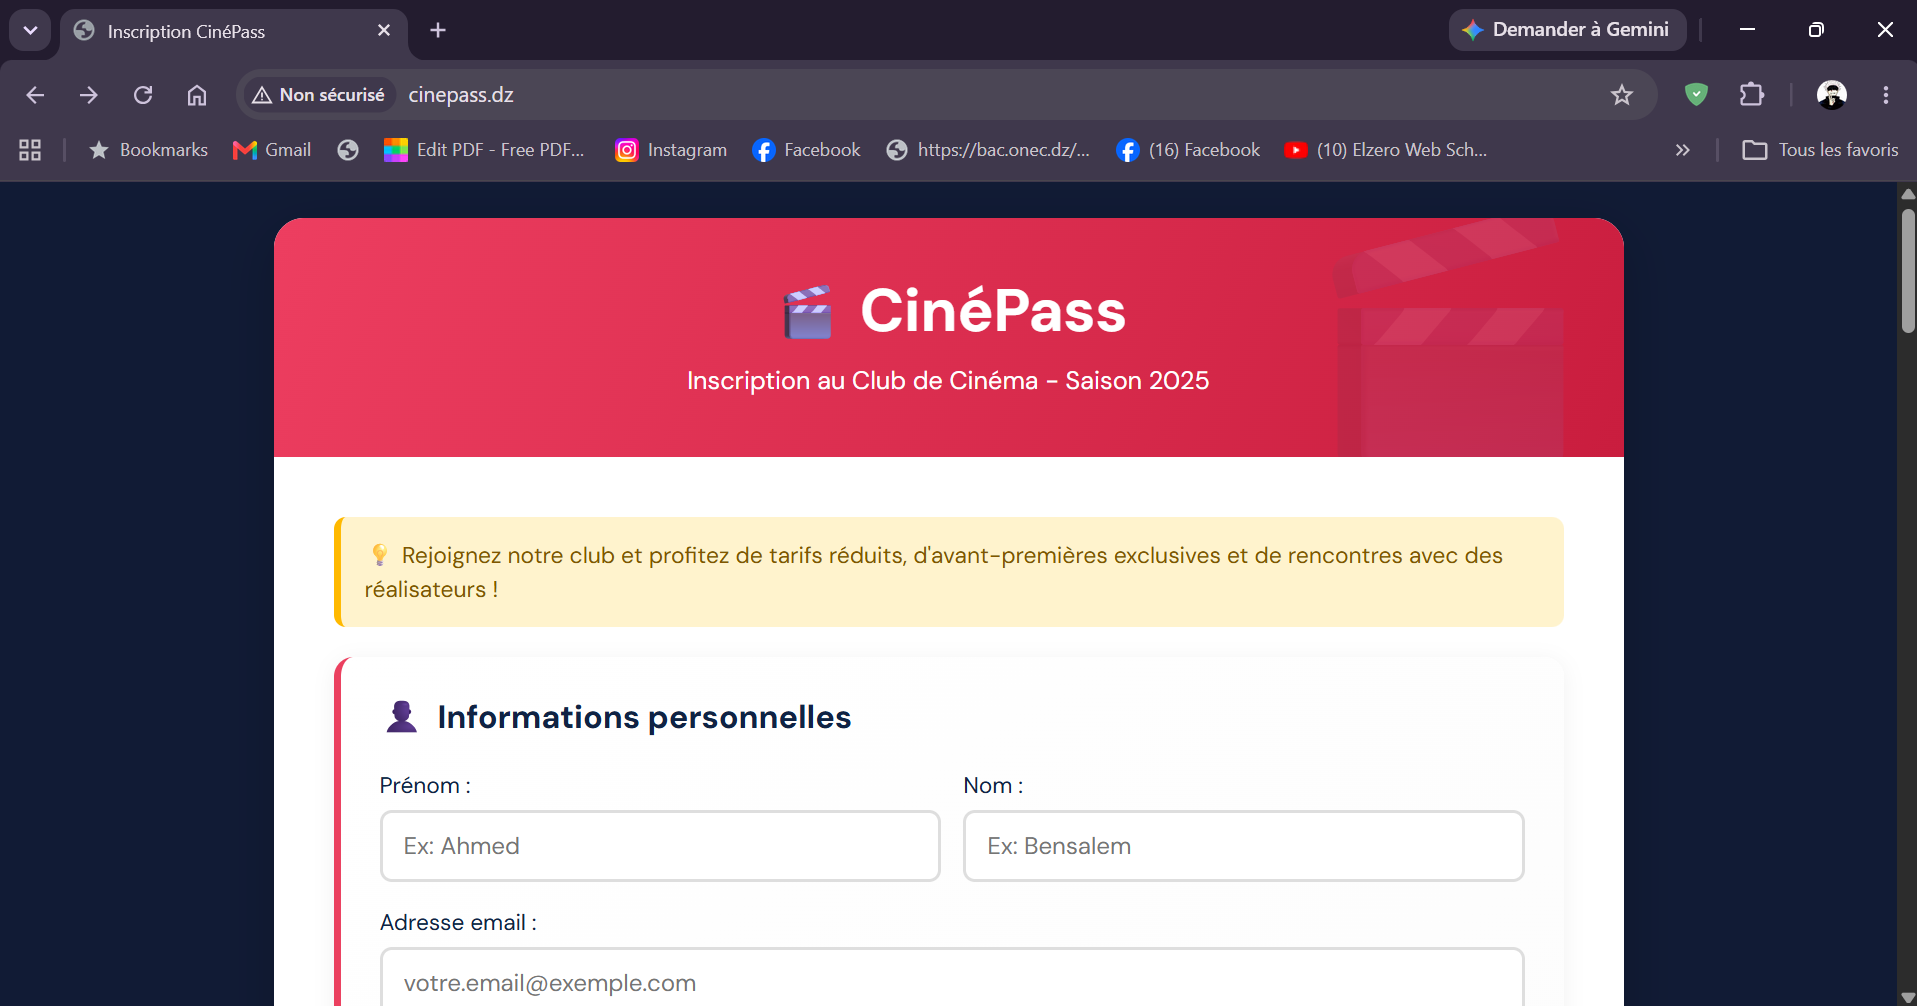 Inscription CinéPass
Demander à Gemini
Non sécurisé cinepass.dz
Bookmarks Gmail Edit PDF - Free PDF... Instagram Facebook https://bac.onec.dz/... (16) Facebook (10) Elzero Web Sch... Tous les favoris
CinéPass
Inscription au Club de Cinéma - Saison 2025
Rejoignez notre club et profitez de tarifs réduits, d'avant-premières exclusives et de rencontres avec des
réalisateurs !
Informations personnelles
Prénom : Nom :
Ex: Ahmed Ex: Bensalem
Adresse email :
votre.email@exemple.com